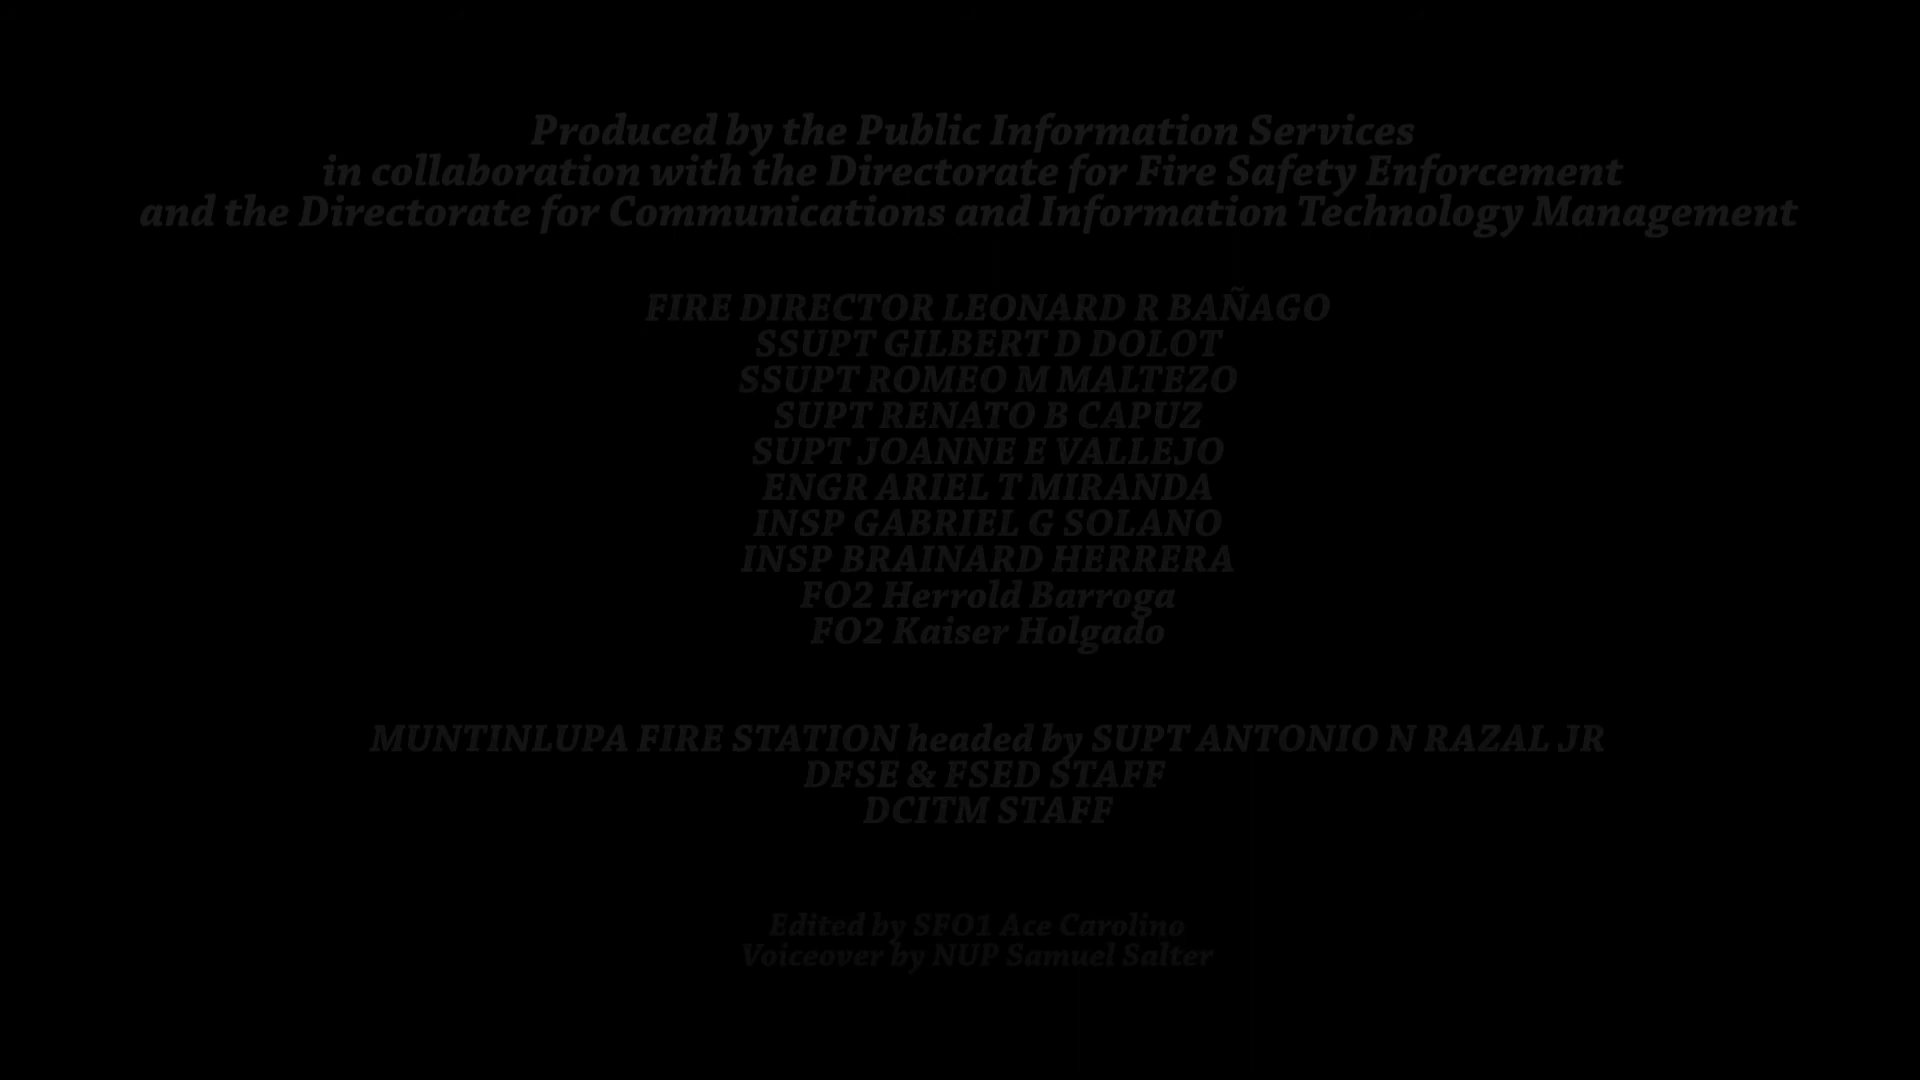 Produced by the Public Information Services
in collaboration with the Directorate for Fire Safety Enforcement
and the Directorate for Communications and Information Technology Management
FIRE DIRECTOR LEONARD R BAÑAGO
SSUPT GILBERT D DOLOT
SSUPT ROMEO M MALTEZO
SUPT RENATO B CAPUZ
SUPT JOANNE E VALLEJO
ENGR ARIEL T MIRANDA
INSP GABRIEL G SOLANO
INSP BRAINARD HERRERA
FO2 Herrold Barroga
FO2 Kaiser Holgado
MUNTINLUPA FIRE STATION headed by SUPT ANTONIO N RAZAL JR
DFSE & FSED STAFF
DCITM STAFF
Edited by SFO1 Ace Carolino
Voiceover by NUP Samuel Salter